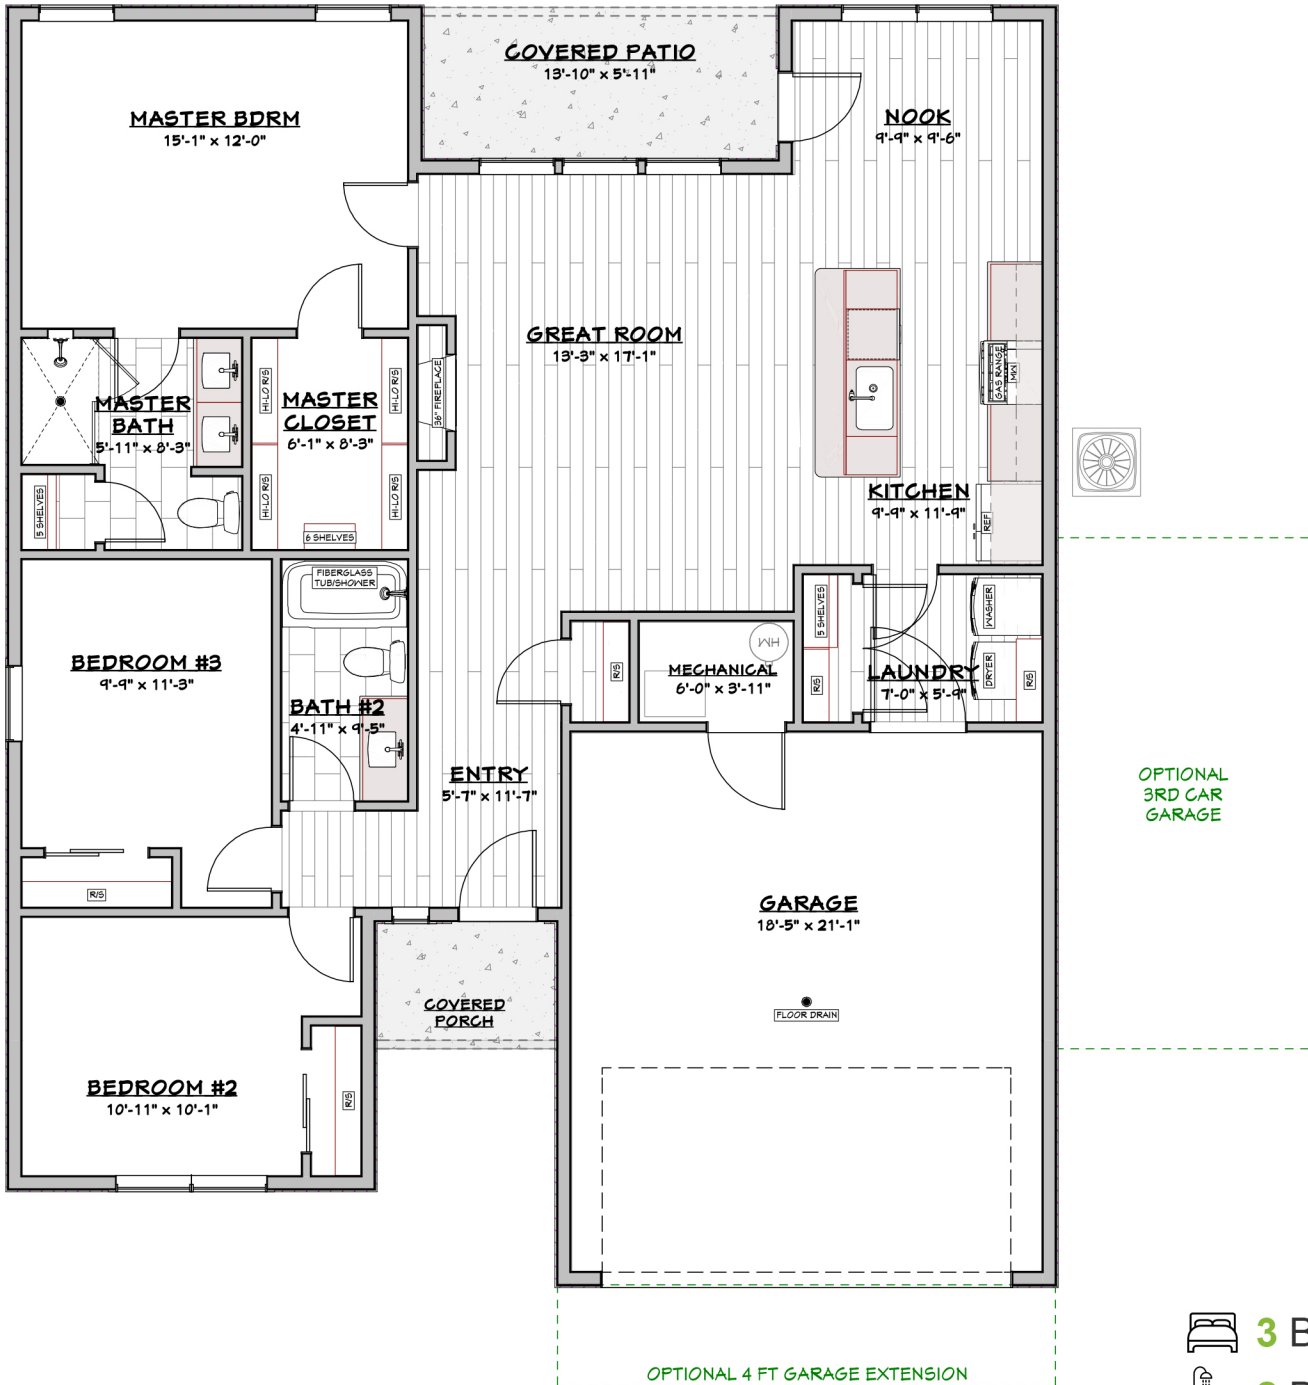 COVERED PATIO
13'-10" x 5'-11"
MASTER BDRM
15'-1" x 12'-0"
NOOK
9'-9" x 9'-6"
GREAT ROOM
13'-3" x 17'-1"
GAS RANGE
MW
36" FIREPLACE
HI-LO R/S
HI-LO R/S
MASTER
BATH
5'-11" x 8'-3"
MASTER
CLOSET
6'-1" x 8'-3"
HI-LO R/S
HI-LO R/S
5 SHELVES
6 SHELVES
KITCHEN
9'-9" x 11'-9"
REF
FIBERGLASS
TUB/SHOWER
5 SHELVES
WASHER
HW
BEDROOM #3
9'-9" x 11'-3"
R/S
MECHANICAL
6'-0" x 3'-11"
R/S
LAUNDRY
7'-0" x 5'-9"
DRYER
R/S
BATH #2
4'-11" x 9'-5"
ENTRY
5'-7" x 11'-7"
OPTIONAL
3RD CAR
GARAGE
R/S
GARAGE
18'-5" x 21'-1"
COVERED
PORCH
FLOOR DRAIN
BEDROOM #2
10'-11" x 10'-1"
R/S
3 B
OPTIONAL 4 FT GARAGE EXTENSION